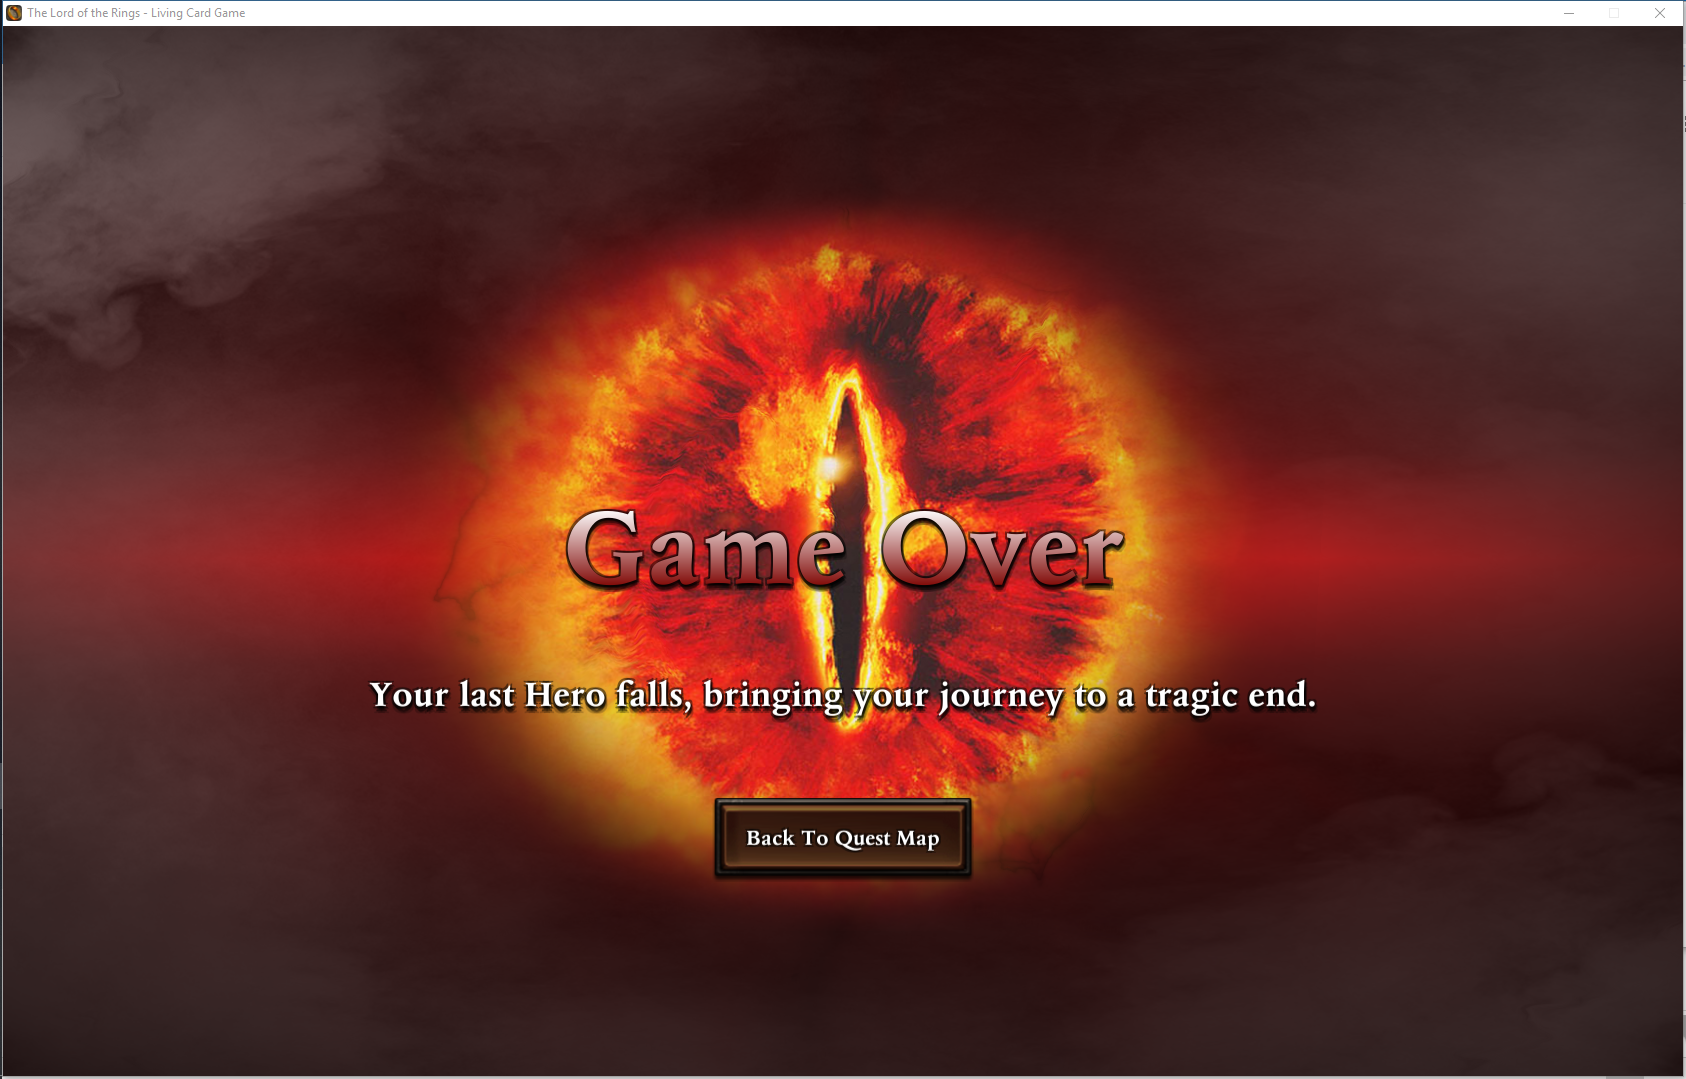 The Lord of the Rings - Living Card Game
Game Over
Your last Hero falls, bringing your journey to a tragic end.
Back To Quest Map